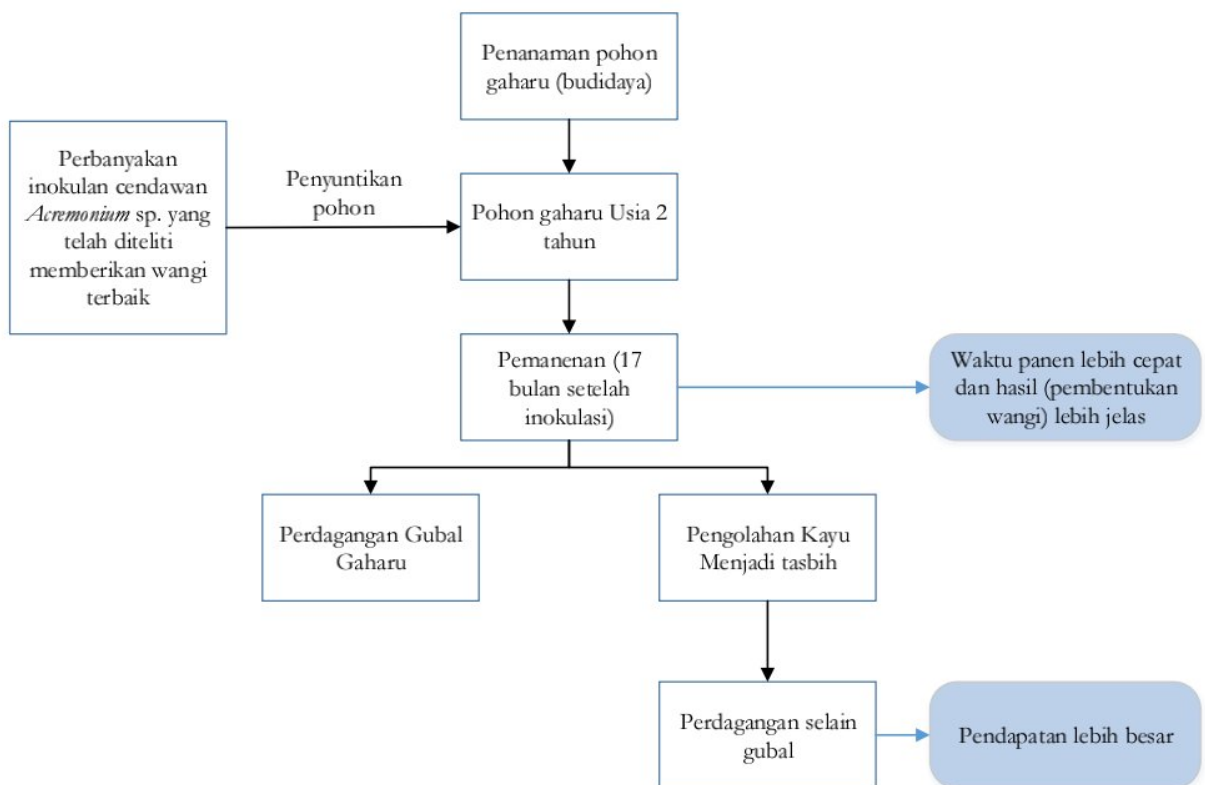 Penanaman pohon
gaharu (budidaya)
Perbanyakan
inokulan cendawan
Acremonium sp. yang
telah diteliti
memberikan wangi
terbaik
Penyuntikan
pohon
Pohon gaharu Usia 2
tahun
Pemanenan (17
bulan setelah
inokulasi)
Waktu panen lebih cepat
dan hasil (pembentukan
wangi) lebih jelas
Perdagangan Gubal
Gaharu
Pengolahan Kayu
Menjadi tasbih
Perdagangan selain
gubal
Pendapatan lebih besar